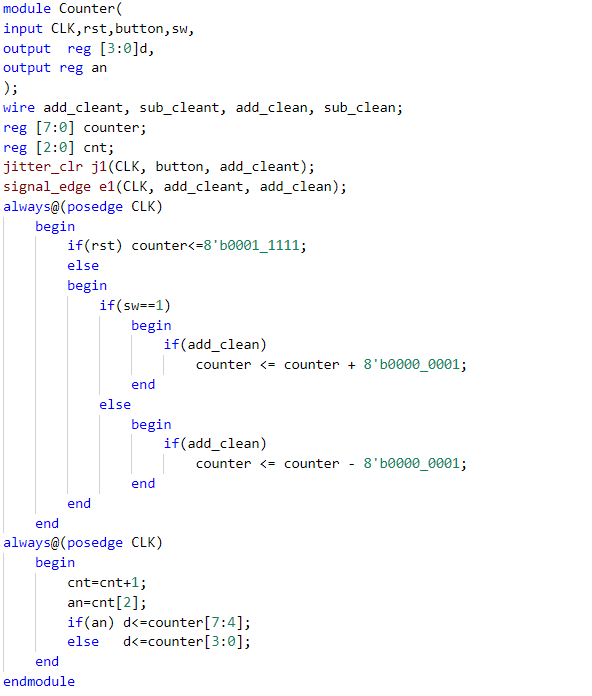 module Counter(
input CLK,rst,button,sw,
output  reg [3:0]d,
output reg an
);
wire add_cleant, sub_cleant, add_clean, sub_clean;
reg [7:0] counter;
reg [2:0] cnt;
jitter_clr j1(CLK, button, add_cleant);
signal_edge e1(CLK, add_cleant, add_clean);
always@(posedge CLK)
    begin
        if(rst) counter<=8'b0001_1111;
        else
        begin
            if(sw==1)
                begin
                    if(add_clean)
                        counter <= counter + 8'b0000_0001;
                end
            else
                begin
                    if(add_clean)
                        counter <= counter - 8'b0000_0001;
                end
        end
    end
always@(posedge CLK)
    begin
        cnt=cnt+1;
        an=cnt[2];
        if(an) d<=counter[7:4];
        else   d<=counter[3:0];
    end
endmodule